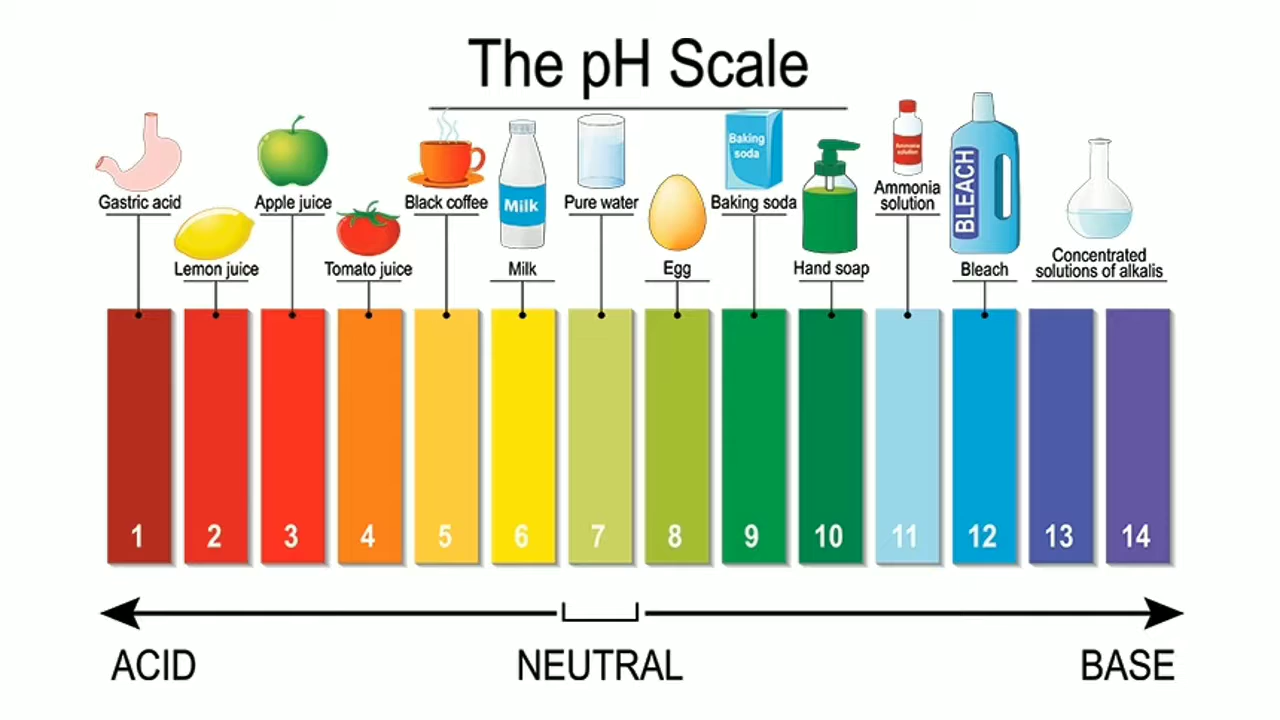 The pH Scale
Gastric acid
Lemon juice
Apple juice
Tomato juice
Black coffee
Milk
Milk
Pure water
Egg
Baking
soda
Baking soda
Hand soap
Ammonia
solution
Ammonia
solution
BLEACH
Bleach
Concentrated
solutions of alkalis
1 2 3 4 5 6 7 8 9 10 11 12 13 14
ACID NEUTRAL BASE